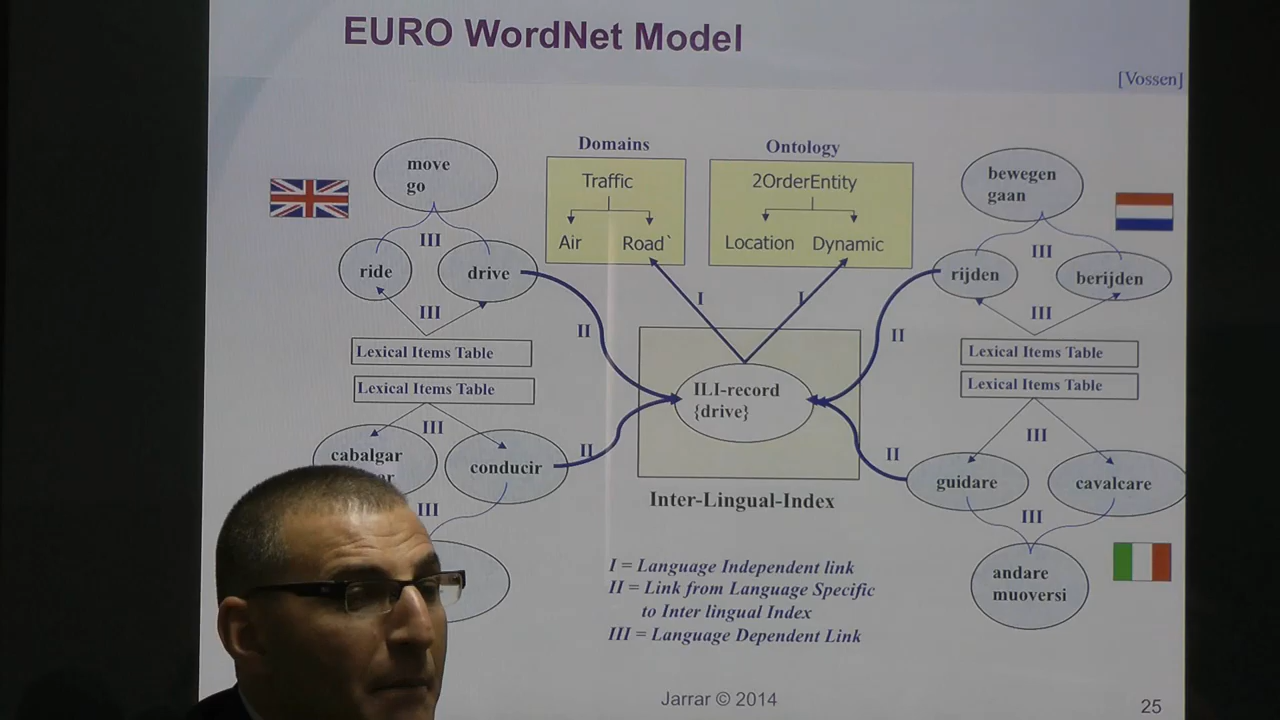 EURO WordNet Model
[Vossen]
Domains
Ontology
move
go
Traffic
2OrderEntity
bewegen
gaan
Air
Road`
Location
Dynamic
III
III
ride
drive
rijden
berijden
I
I
III
III
II
II
Lexical Items Table
Lexical Items Table
Lexical Items Table
Lexical Items Table
ILI-record
{drive}
III
III
cabalgar
conducir
II
II
guidare
cavalcare
Inter-Lingual-Index
III
III
I = Language Independent link
II = Link from Language Specific
to Inter lingual Index
III = Language Dependent Link
andare
muoversi
Jarrar © 2014
25